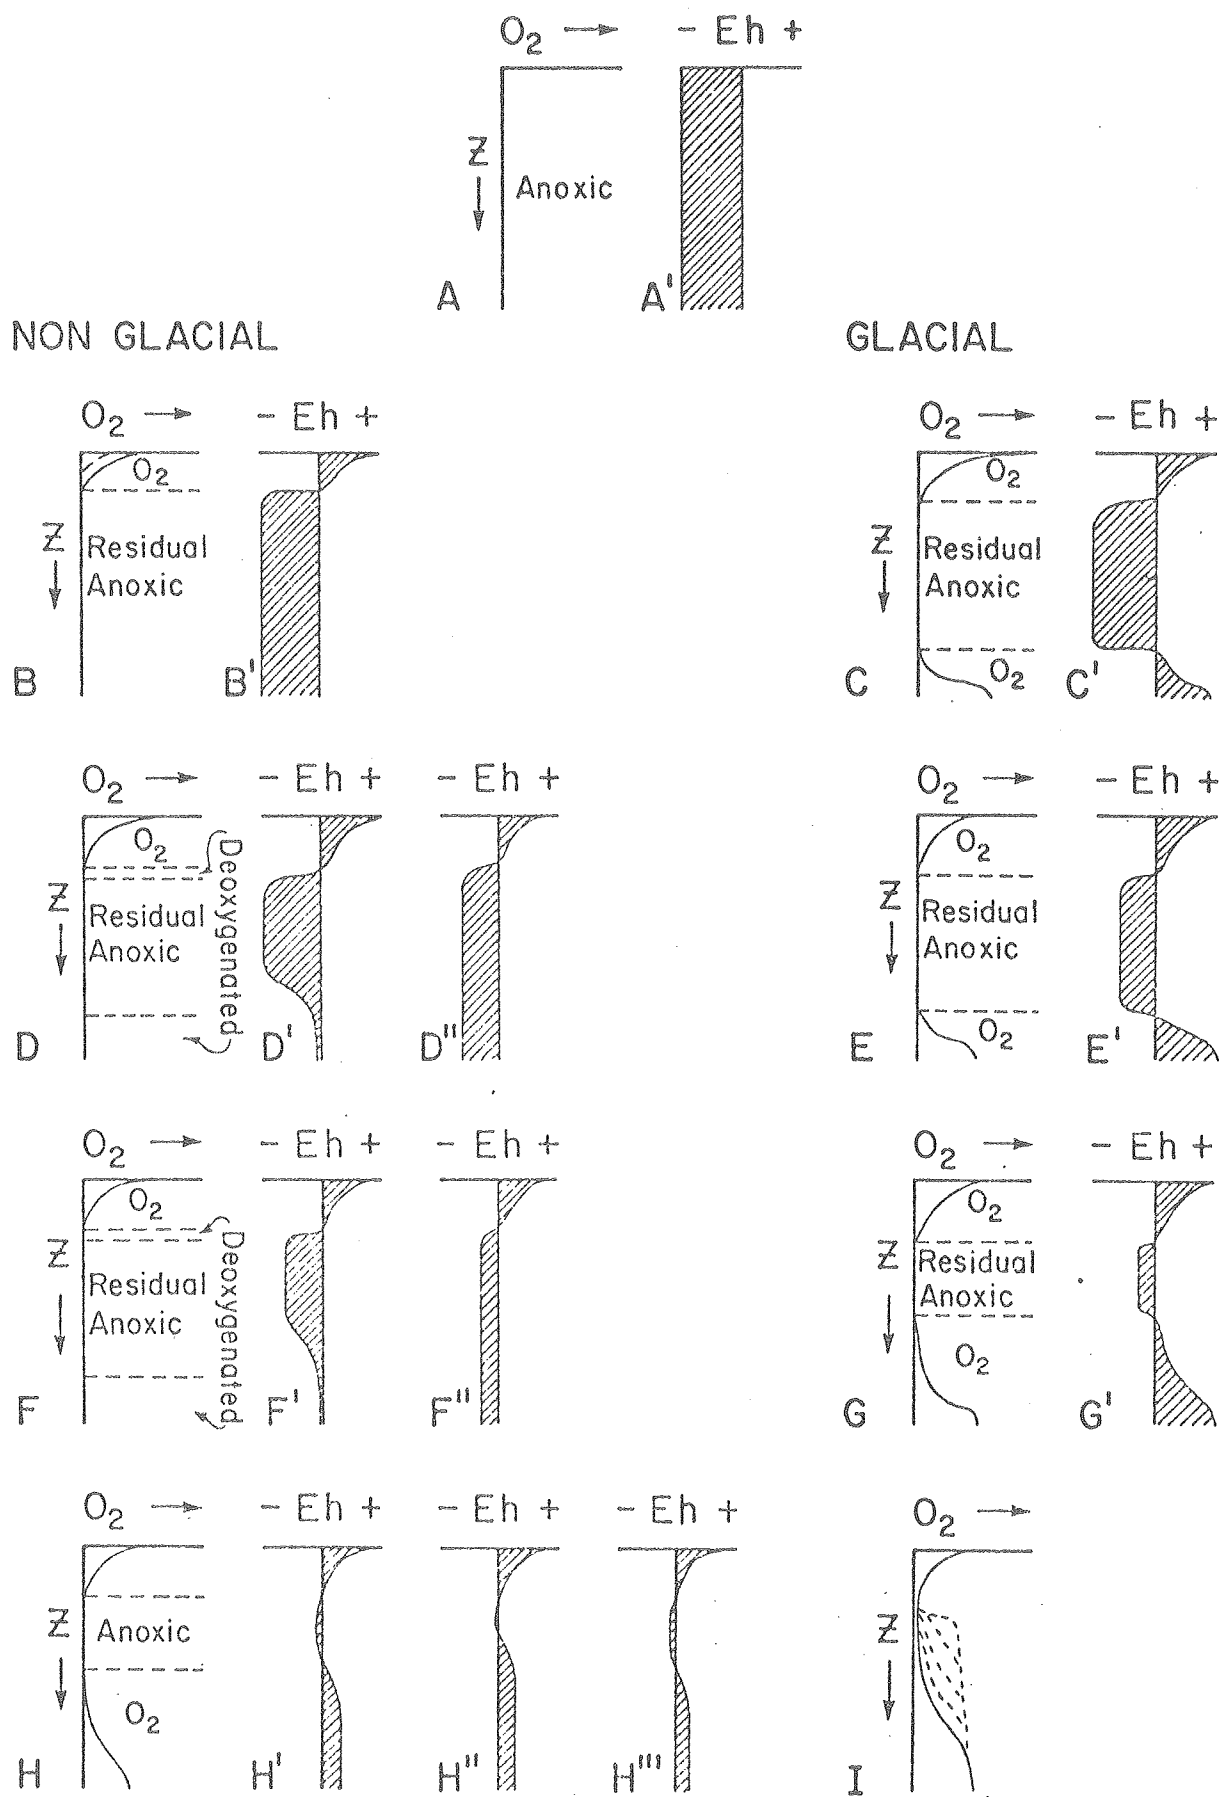 O2 → - Eh +
Z
↓
Anoxic
A A'
NON GLACIAL
GLACIAL
O2 → - Eh +
O2
Z
↓
Residual
Anoxic
B B'
O2 → - Eh +
O2
Z
↓
Residual
Anoxic
O2
C C'
O2 → - Eh + - Eh +
O2
Deoxygenated
Z
↓
Residual
Anoxic
D D' D"
O2 → - Eh +
O2
Z
↓
Residual
Anoxic
O2
E E'
O2 → - Eh + - Eh +
O2
Deoxygenated
Z
↓
Residual
Anoxic
F F' F"
O2 → - Eh +
O2
Z
↓
Residual
Anoxic
O2
G G'
O2 → - Eh + - Eh + - Eh +
Z
↓
Anoxic
O2
H H' H" H'''
O2 →
Z
↓
I